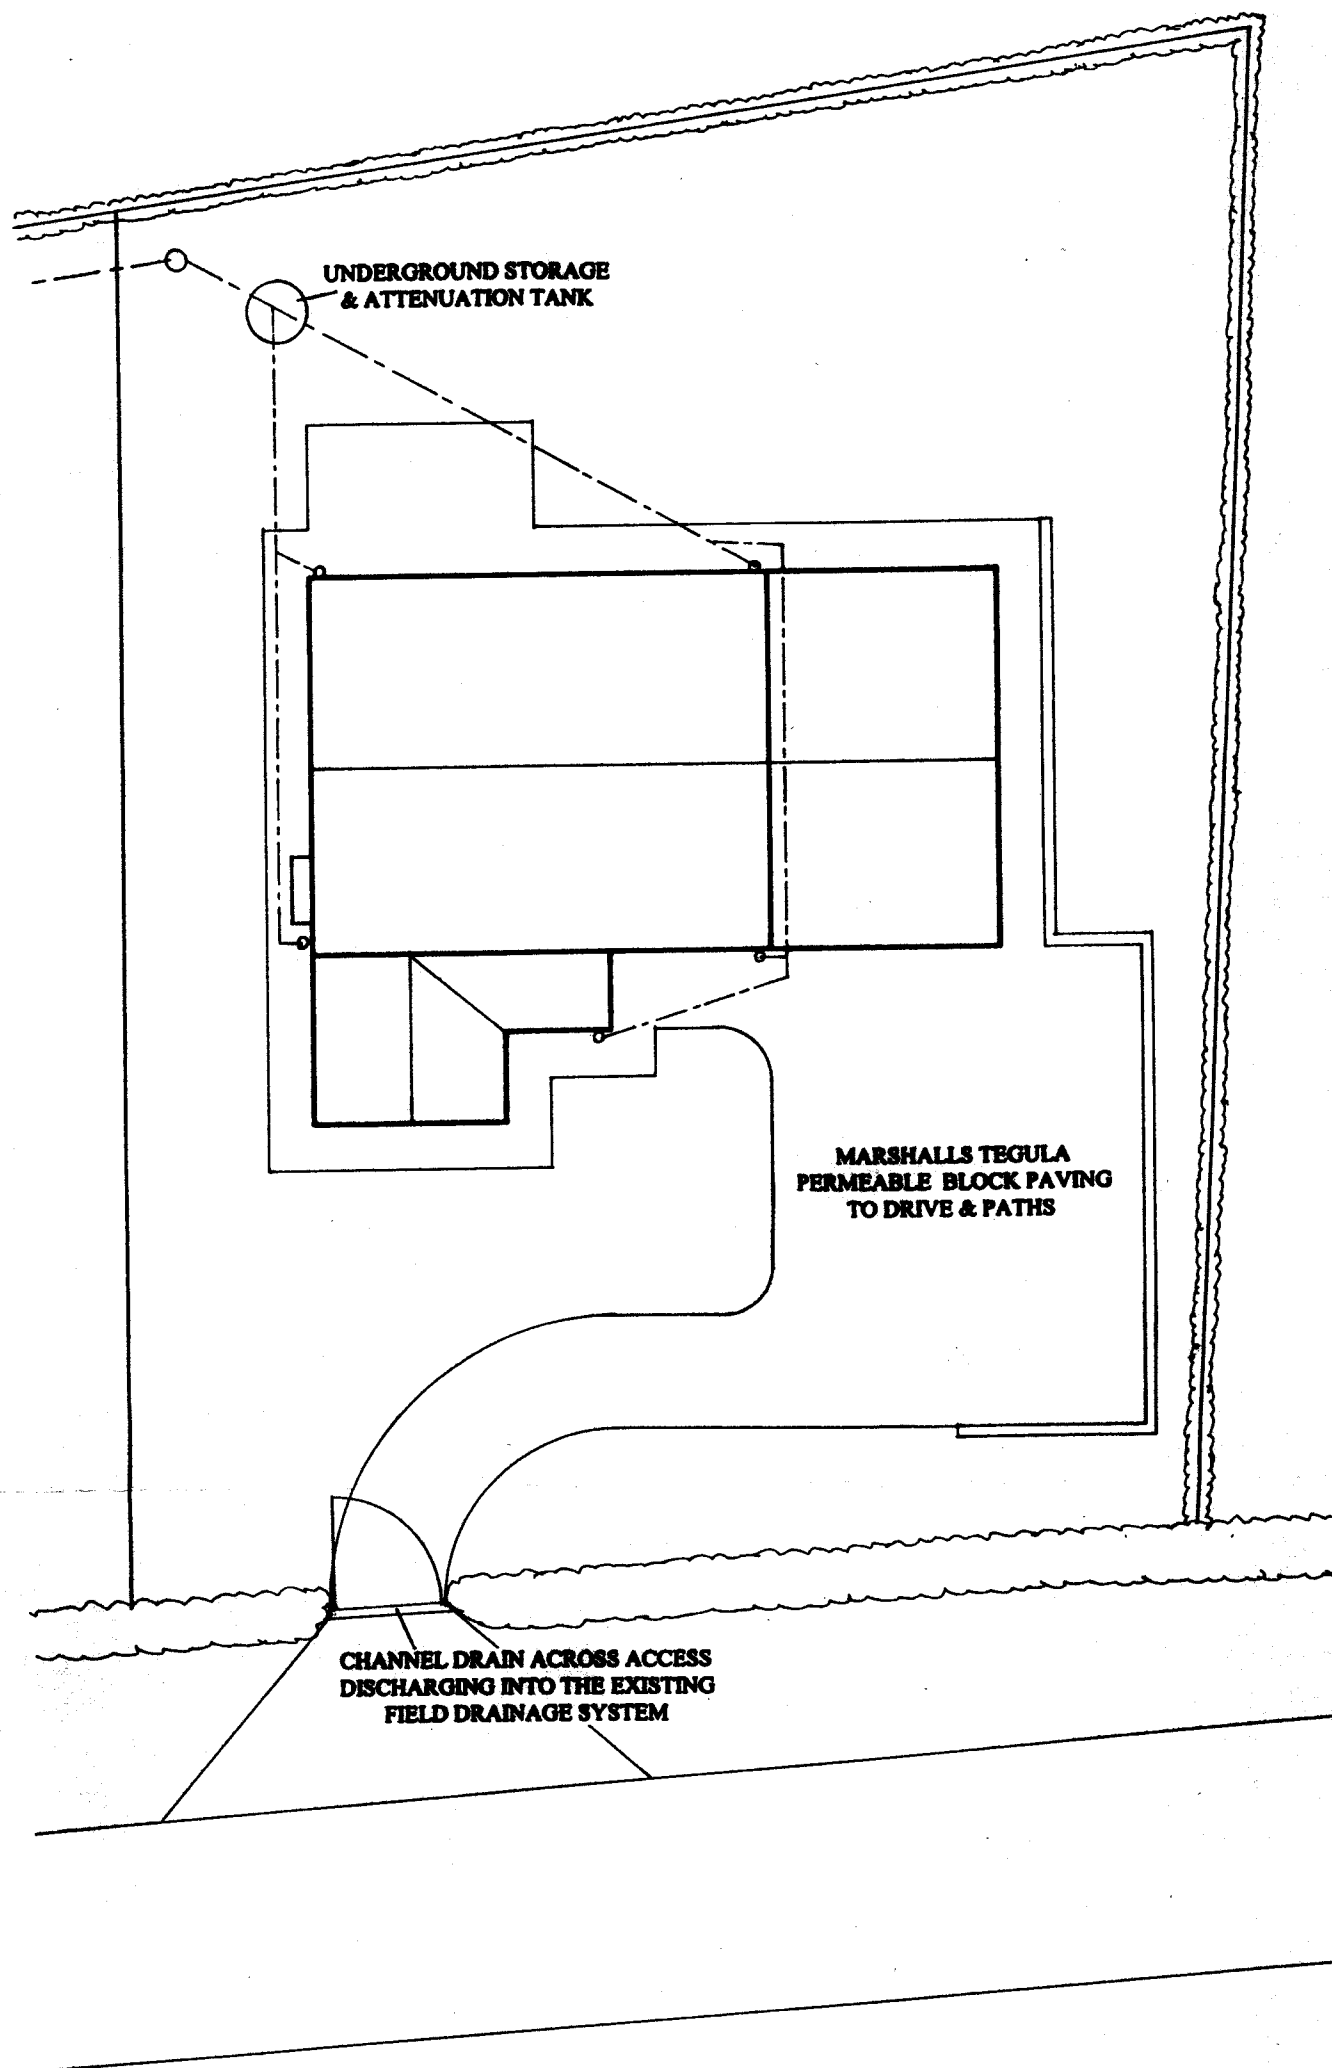 UNDERGROUND STORAGE
& ATTENUATION TANK
MARSHALLS TEGULA
PERMEABLE BLOCK PAVING
TO DRIVE & PATHS
CHANNEL DRAIN ACROSS ACCESS
DISCHARGING INTO THE EXISTING
FIELD DRAINAGE SYSTEM